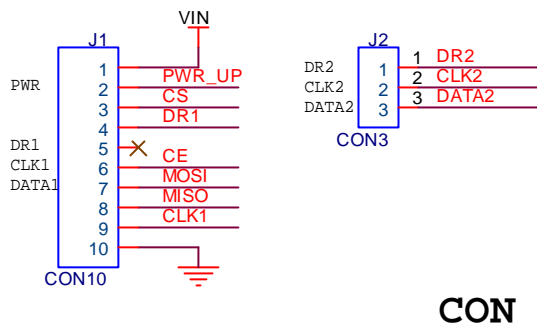 VIN
J1
1
PWR 2 PWR_UP
3 CS
4 DR1
DR1 5
CLK1 6 CE
DATA1 7 MOSI
8 MISO
9 CLK1
10
CON10
J2
DR2 1 1 DR2
CLK2 2 2 CLK2
DATA2 3 3 DATA2
CON3
CON